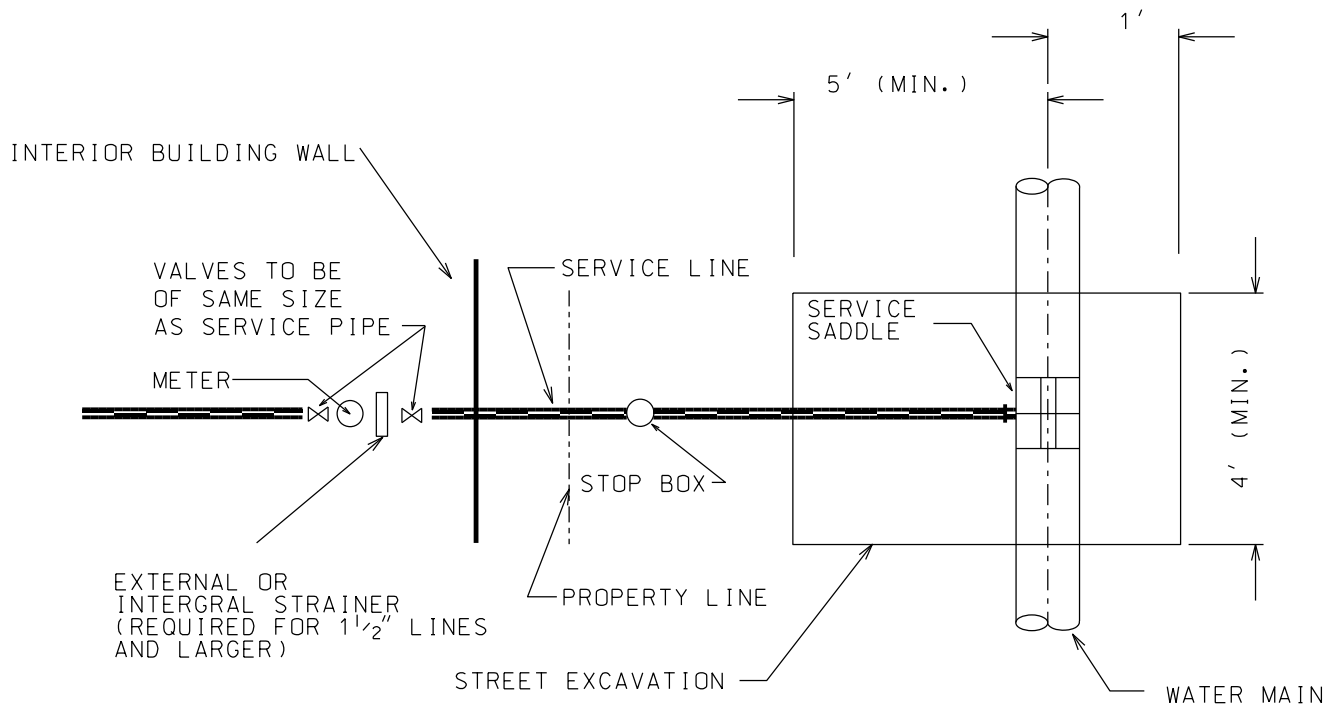 1′
5′ (MIN.)
INTERIOR BUILDING WALL
VALVES TO BE
OF SAME SIZE
AS SERVICE PIPE
SERVICE LINE
SERVICE
SADDLE
METER
4′ (MIN.)
STOP BOX
EXTERNAL OR
INTERGRAL STRAINER
(REQUIRED FOR 1 1/2″ LINES
AND LARGER)
PROPERTY LINE
STREET EXCAVATION
WATER MAIN